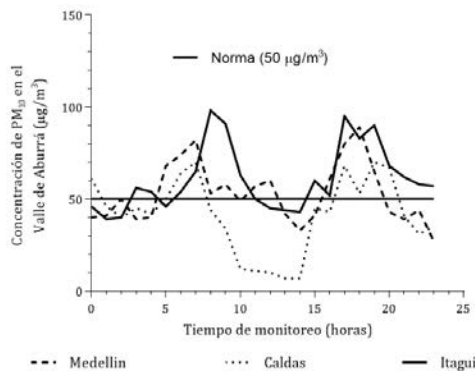 Concentración de PM10 en el
Valle de Aburrá (μg/m³)
150
100
50
0
Norma (50 μg/m³)
0
5
10
15
20
25
Tiempo de monitoreo (horas)
Medellin
Caldas
Itagui